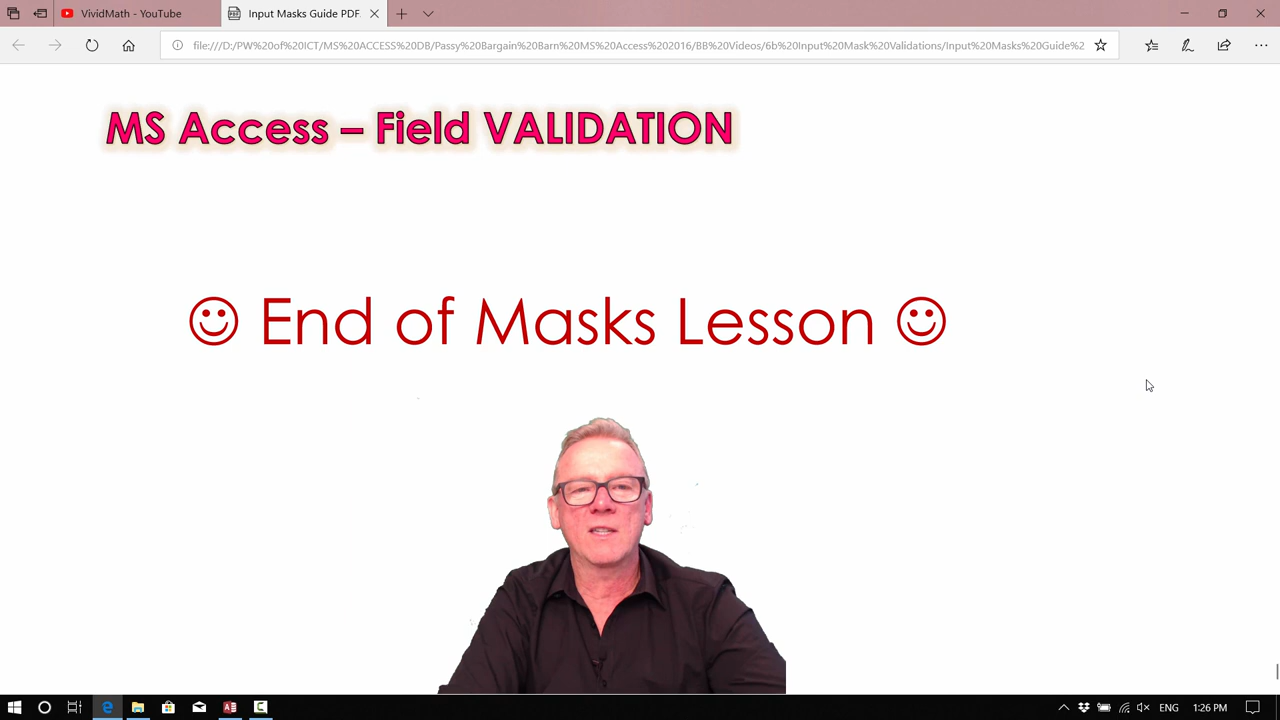 VividMath - YouTube
Input Masks Guide PDF
file:///D:/PW%20of%20ICT/MS%20ACCESS%20DB/Passy%20Bargain%20Barn%20MS%20Access%202016/BB%20Videos/6b%20Input%20Mask%20Validations/Input%20Masks%20Guide%2
MS Access – Field VALIDATION
☺ End of Masks Lesson ☺
ENG
1:26 PM